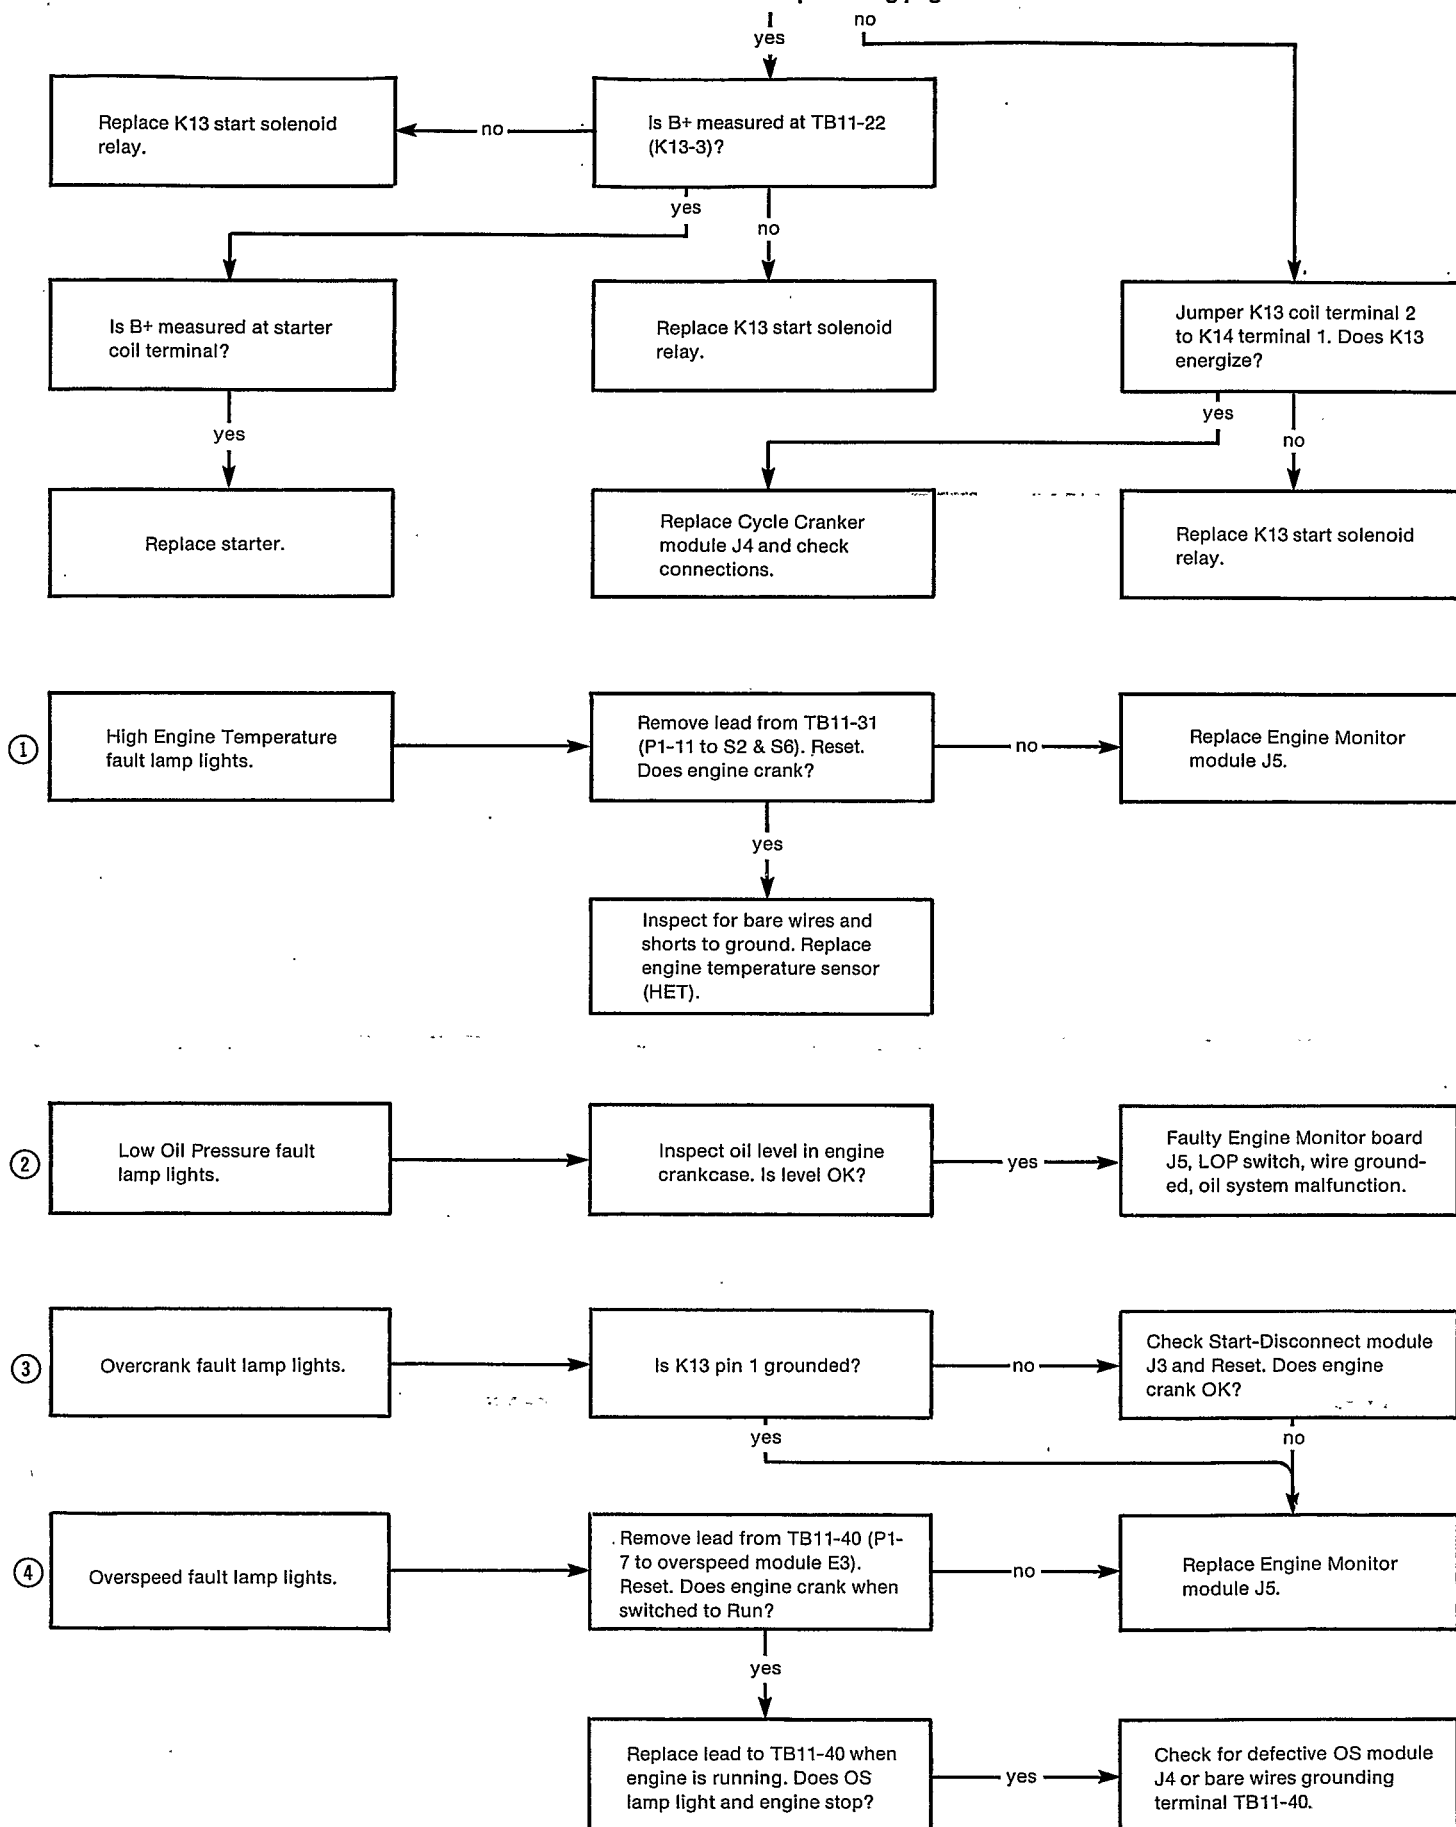 no
yes
Replace K13 start solenoid
relay.
no
Is B+ measured at TB11-22
(K13-3)?
yes
no
Is B+ measured at starter
coil terminal?
Replace K13 start solenoid
relay.
Jumper K13 coil terminal 2
to K14 terminal 1. Does K13
energize?
yes
yes
no
Replace starter.
Replace Cycle Cranker
module J4 and check
connections.
Replace K13 start solenoid
relay.
1
High Engine Temperature
fault lamp lights.
Remove lead from TB11-31
(P1-11 to S2 & S6). Reset.
Does engine crank?
no
Replace Engine Monitor
module J5.
yes
Inspect for bare wires and
shorts to ground. Replace
engine temperature sensor
(HET).
2
Low Oil Pressure fault
lamp lights.
Inspect oil level in engine
crankcase. Is level OK?
yes
Faulty Engine Monitor board
J5, LOP switch, wire ground-
ed, oil system malfunction.
3
Overcrank fault lamp lights.
Is K13 pin 1 grounded?
no
Check Start-Disconnect module
J3 and Reset. Does engine
crank OK?
yes
no
4
Overspeed fault lamp lights.
Remove lead from TB11-40 (P1-
7 to overspeed module E3).
Reset. Does engine crank when
switched to Run?
no
Replace Engine Monitor
module J5.
yes
Replace lead to TB11-40 when
engine is running. Does OS
lamp light and engine stop?
yes
Check for defective OS module
J4 or bare wires grounding
terminal TB11-40.